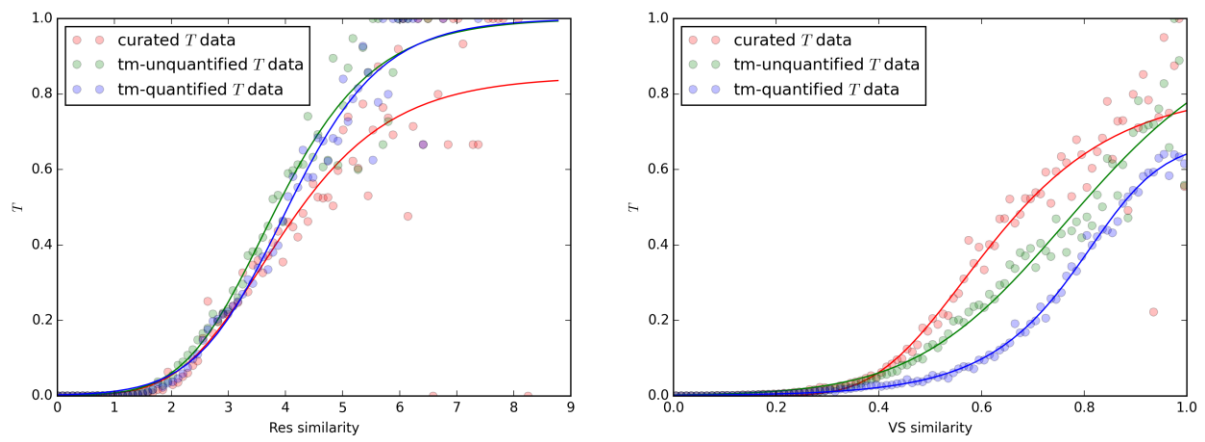 1.0
0.8
0.6
0.4
0.2
0.0
T
curated T data
tm-unquantified T data
tm-quantified T data
0 1 2 3 4 5 6 7 8 9
Res similarity
1.0
0.8
0.6
0.4
0.2
0.0
T
curated T data
tm-unquantified T data
tm-quantified T data
0.0 0.2 0.4 0.6 0.8 1.0
VS similarity